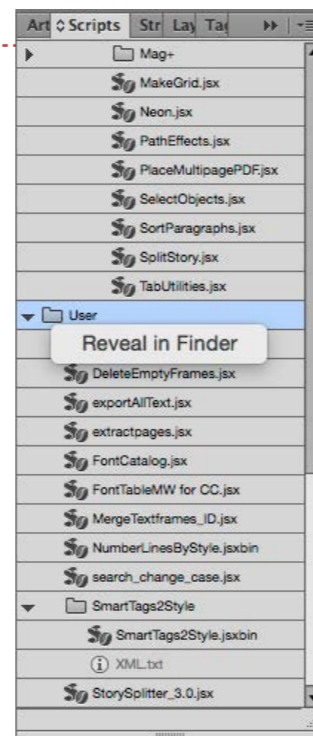 Art Scripts Str Lay Tag
Mag+
MakeGrid.jsx
Neon.jsx
PathEffects.jsx
PlaceMultipagePDF.jsx
SelectObjects.jsx
SortParagraphs.jsx
SplitStory.jsx
TabUtilities.jsx
User
Reveal in Finder
DeleteEmptyFrames.jsx
exportAllText.jsx
extractpages.jsx
FontCatalog.jsx
FontTableMW for CC.jsx
MergeTextframes_ID.jsx
NumberLinesByStyle.jsxbin
search_change_case.jsx
SmartTags2Style
SmartTags2Style.jsxbin
XML.txt
StorySplitter_3.0.jsx